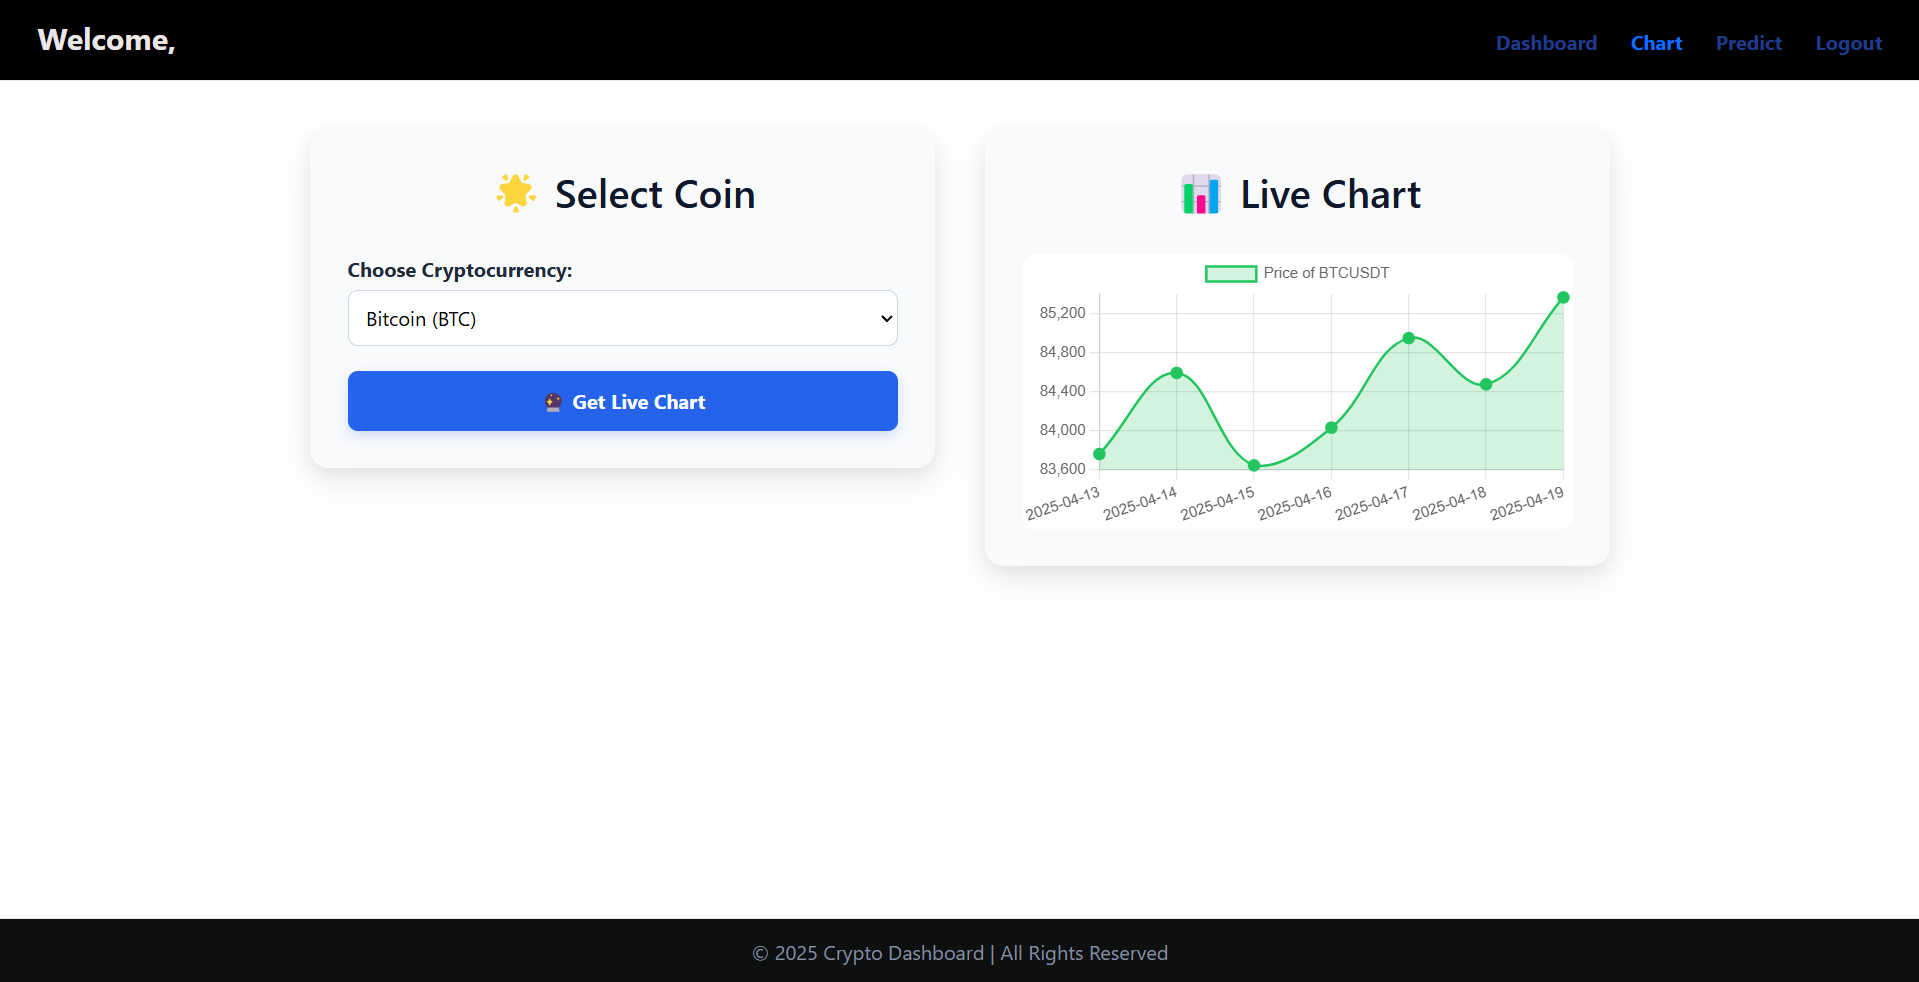 Welcome,
Dashboard Chart Predict Logout
🌟 Select Coin
Choose Cryptocurrency:
Bitcoin (BTC)
🔮 Get Live Chart
📊 Live Chart
Price of BTCUSDT
85,200
84,800
84,400
84,000
83,600
2025-04-13
2025-04-14
2025-04-15
2025-04-16
2025-04-17
2025-04-18
2025-04-19
© 2025 Crypto Dashboard | All Rights Reserved